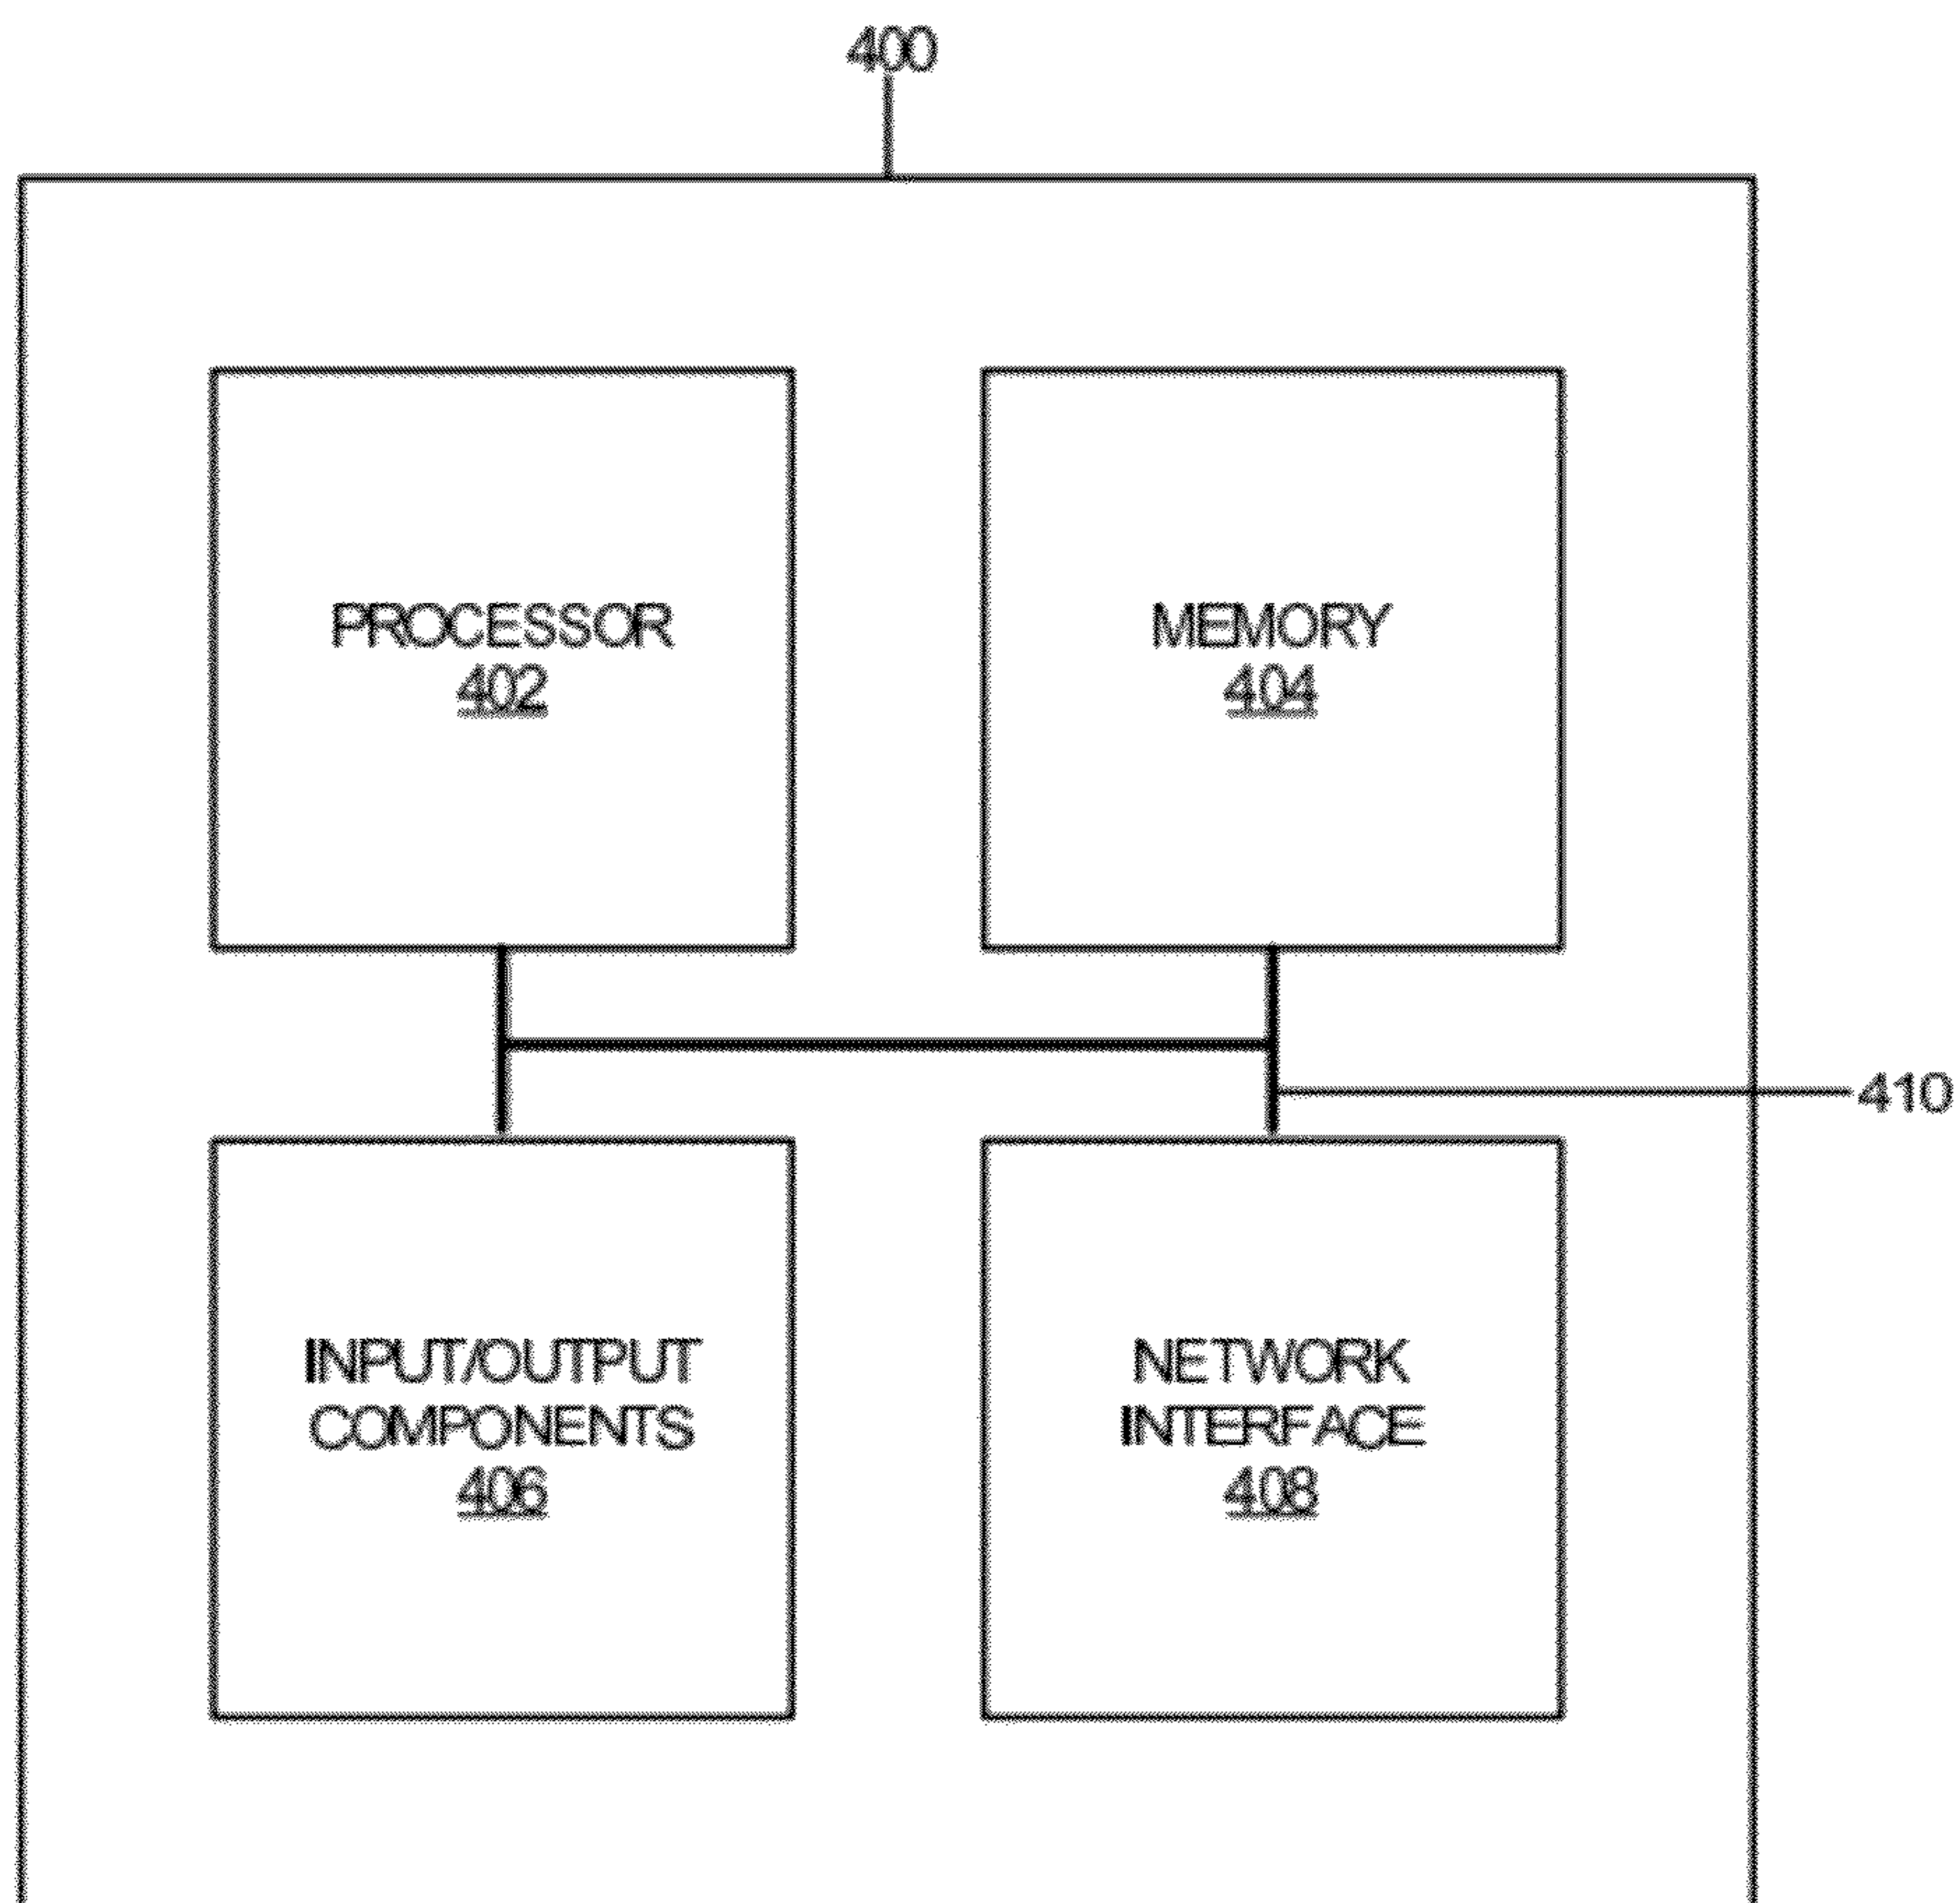 400
PROCESSOR
402
MEMORY
404
410
INPUT/OUTPUT
COMPONENTS
406
NETWORK
INTERFACE
408